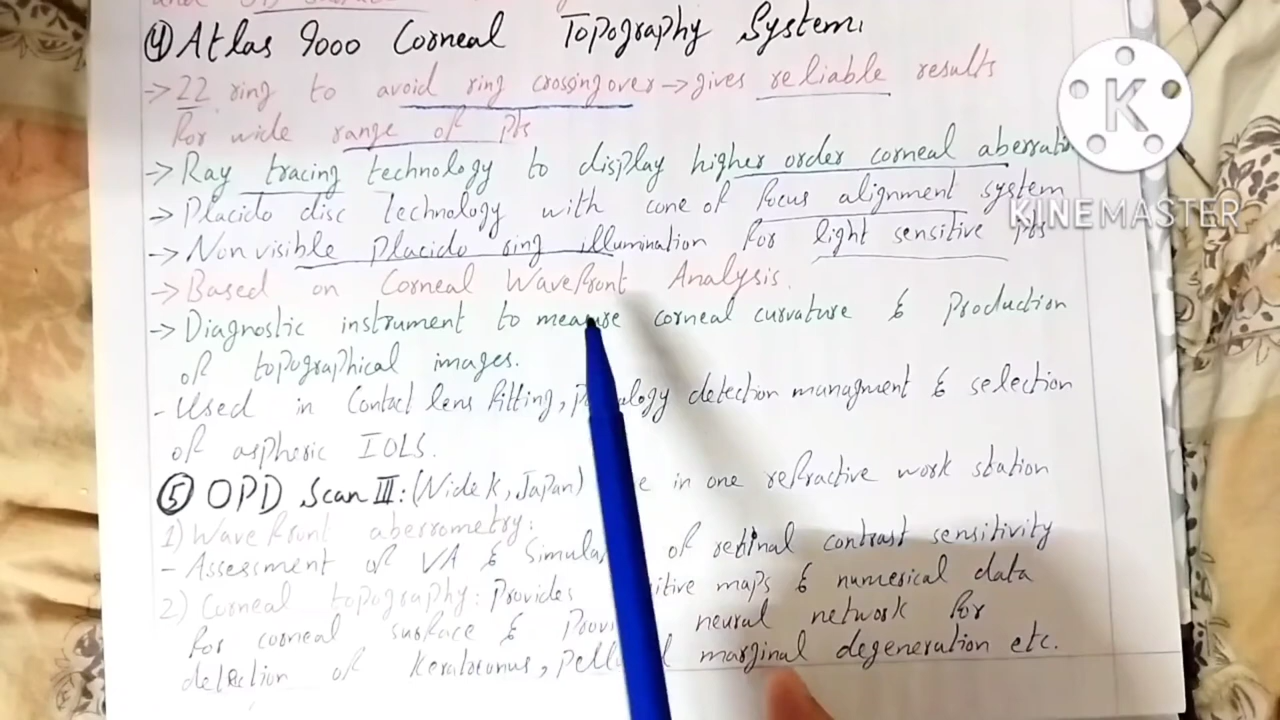 and
④ Atlas 9000 Corneal Topography System
→ 22 ring to avoid ring crossingover → gives reliable results
for wide range of pts
→ Ray tracing technology to display higher order corneal
→ Placido disc technology with cone of focus alignment system
→ Nonvisible placido ring illumination for light sensitive pts
→ Based on Corneal Wavefront Analysis.
→ Diagnostic instrument to measure corneal curvature & Production
of topographical images.
- Used in Contact lens fitting, detection managment & selection
of aspheric IOLS.
⑤ OPD Scan III: (Nidek, Japan) in one refractive work station
1) Wavefront aberrometry:
- Assessment of VA & of retinal contrast sensitivity
2) Corneal topography: Provides maps & numerical data
for corneal surface & neural network for
detection of Keratoconus, marginal degeneration etc.
K
KINEMASTER